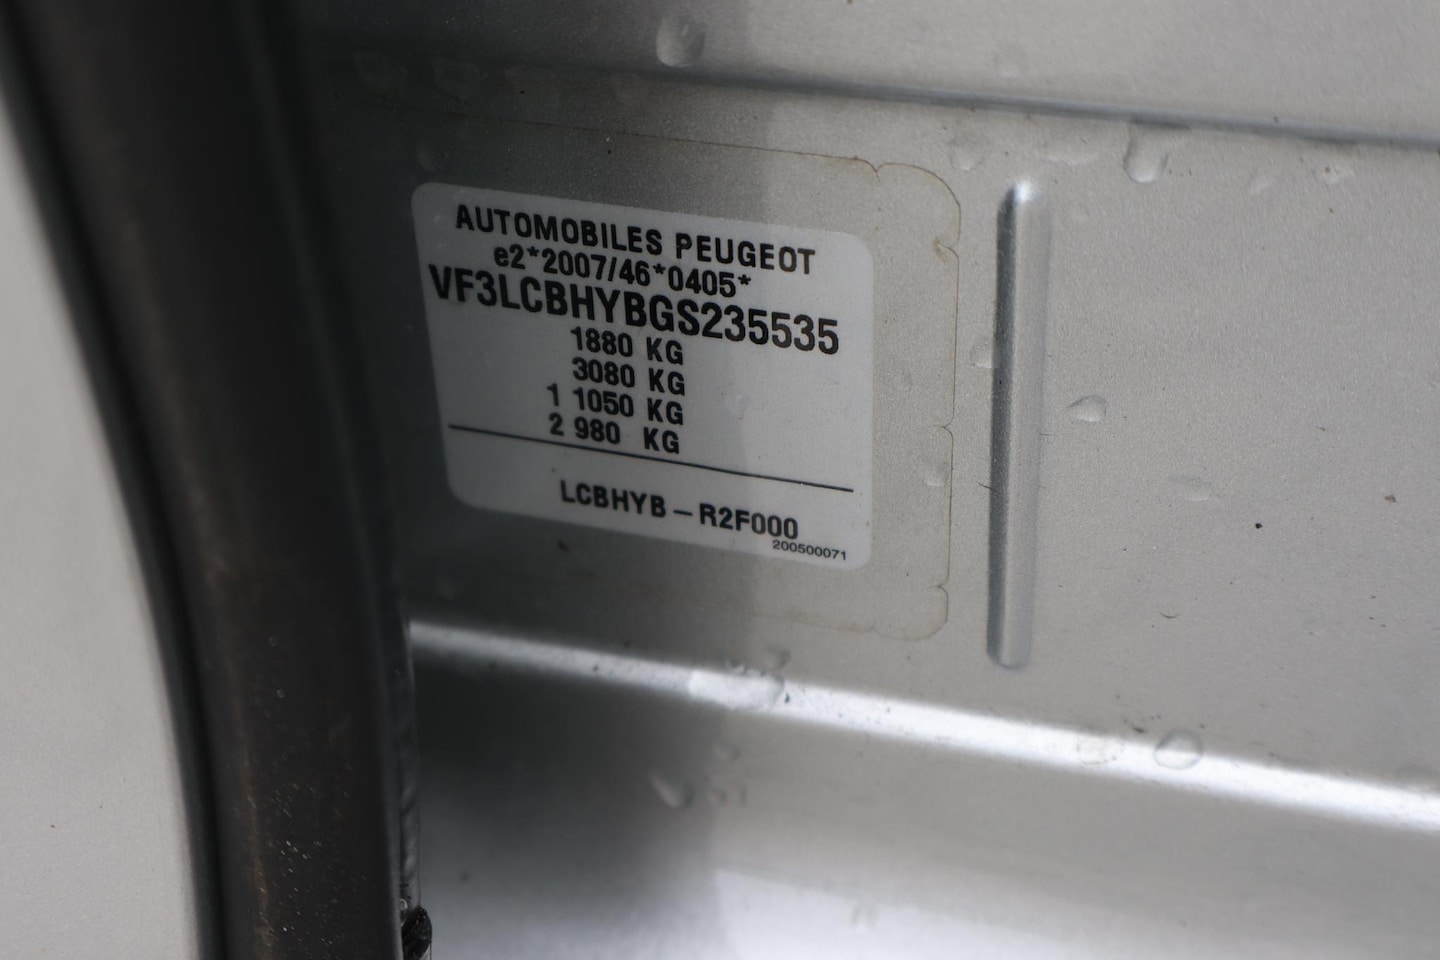 AUTOMOBILES PEUGEOT
e2*2007/46*0405*
VF3LCBHYBGS235535
1880 KG
3080 KG
1 1050 KG
2 980 KG
LCBHYB – R2F000
200500071